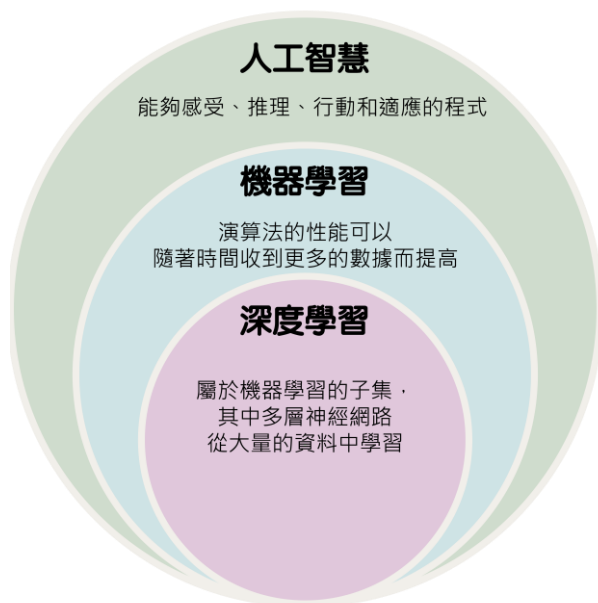 人工智慧
能夠感受、推理、行動和適應的程式
機器學習
演算法的性能可以
隨著時間收到更多的數據而提高
深度學習
屬於機器學習的子集，
其中多層神經網路
從大量的資料中學習